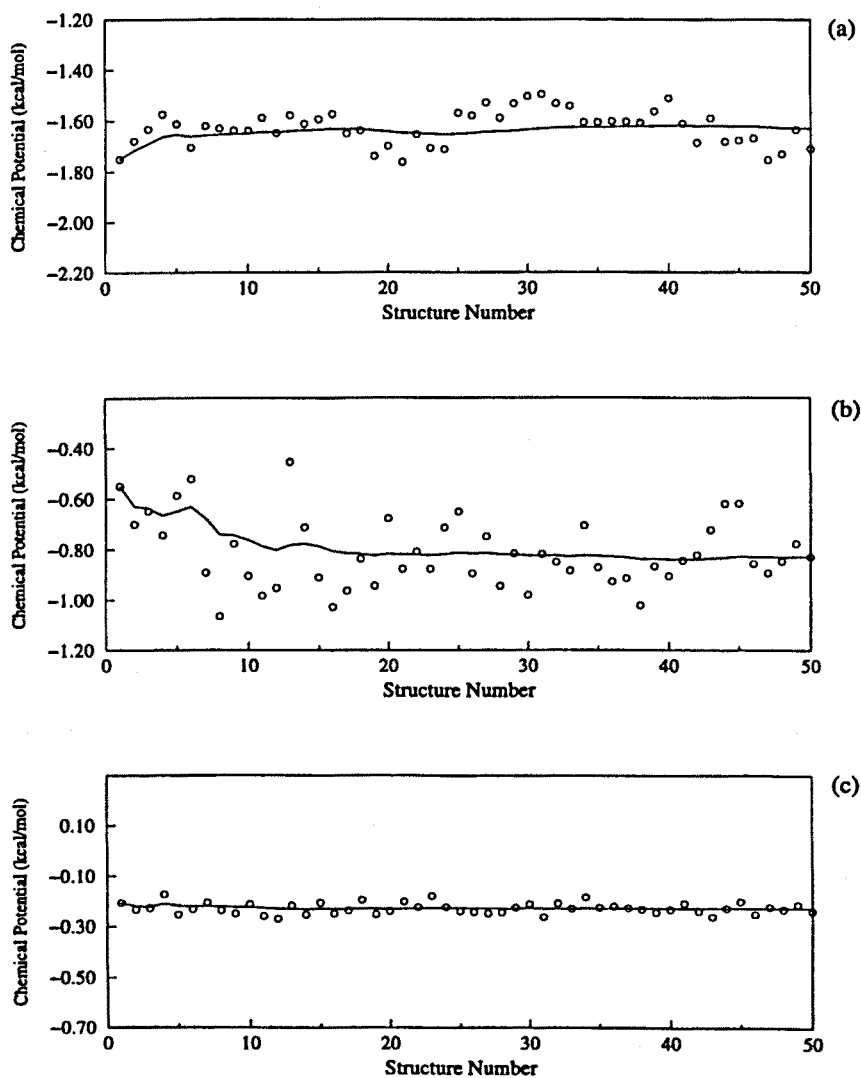 (a)
Chemical Potential (kcal/mol)
−1.20
−1.40
−1.60
−1.80
−2.00
−2.20
0 10 20 30 40 50
Structure Number
(b)
Chemical Potential (kcal/mol)
−0.40
−0.60
−0.80
−1.00
−1.20
0 10 20 30 40 50
Structure Number
(c)
Chemical Potential (kcal/mol)
0.10
−0.10
−0.30
−0.50
−0.70
0 10 20 30 40 50
Structure Number